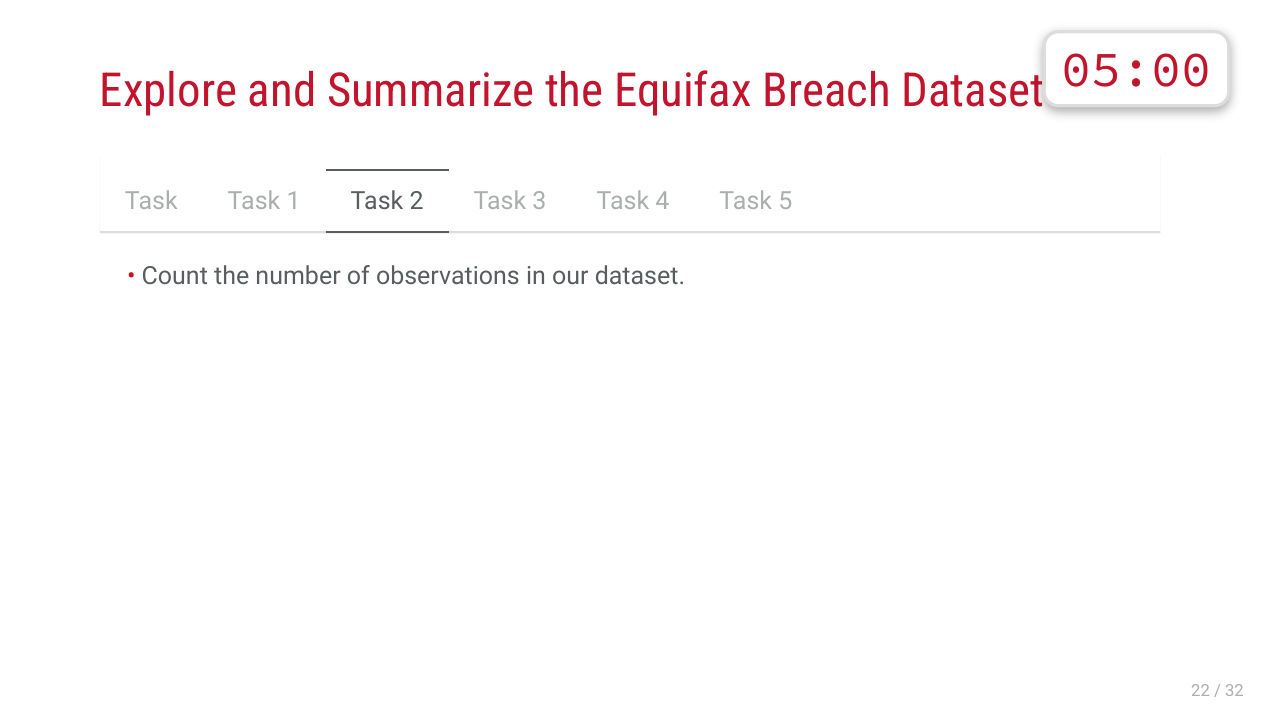 Explore and Summarize the Equifax Breach Dataset
05:00
Task Task 1 Task 2 Task 3 Task 4 Task 5
• Count the number of observations in our dataset.
22 / 32